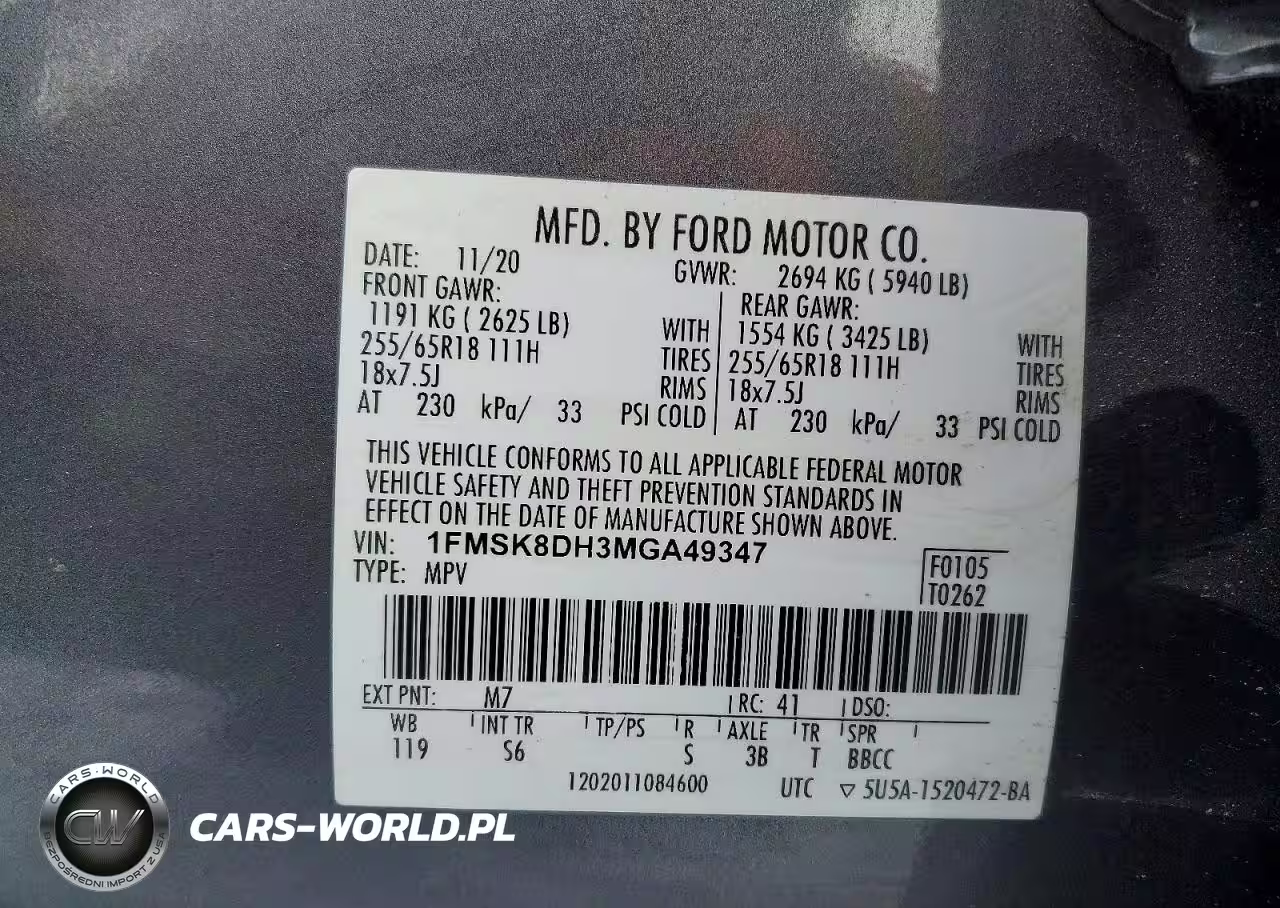 MFD. BY FORD MOTOR CO.
DATE: 11/20 GVWR: 2694 KG ( 5940 LB)
FRONT GAWR: REAR GAWR:
1191 KG ( 2625 LB) WITH 1554 KG ( 3425 LB) WITH
255/65R18 111H TIRES 255/65R18 111H TIRES
18x7.5J RIMS 18x7.5J RIMS
AT 230 kPa/ 33 PSI COLD AT 230 kPa/ 33 PSI COLD
THIS VEHICLE CONFORMS TO ALL APPLICABLE FEDERAL MOTOR
VEHICLE SAFETY AND THEFT PREVENTION STANDARDS IN
EFFECT ON THE DATE OF MANUFACTURE SHOWN ABOVE.
VIN: 1FMSK8DH3MGA49347
TYPE: MPV
F0105
T0262
EXT PNT: M7 RC: 41 DSO:
WB INT TR TP/PS R AXLE TR SPR
119 S6 S 3B T BBCC
1202011084600 UTC ▽ 5U5A-1520472-BA
CARS-WORLD
CW
BEZPOŚREDNI IMPORT Z USA
CARS-WORLD.PL